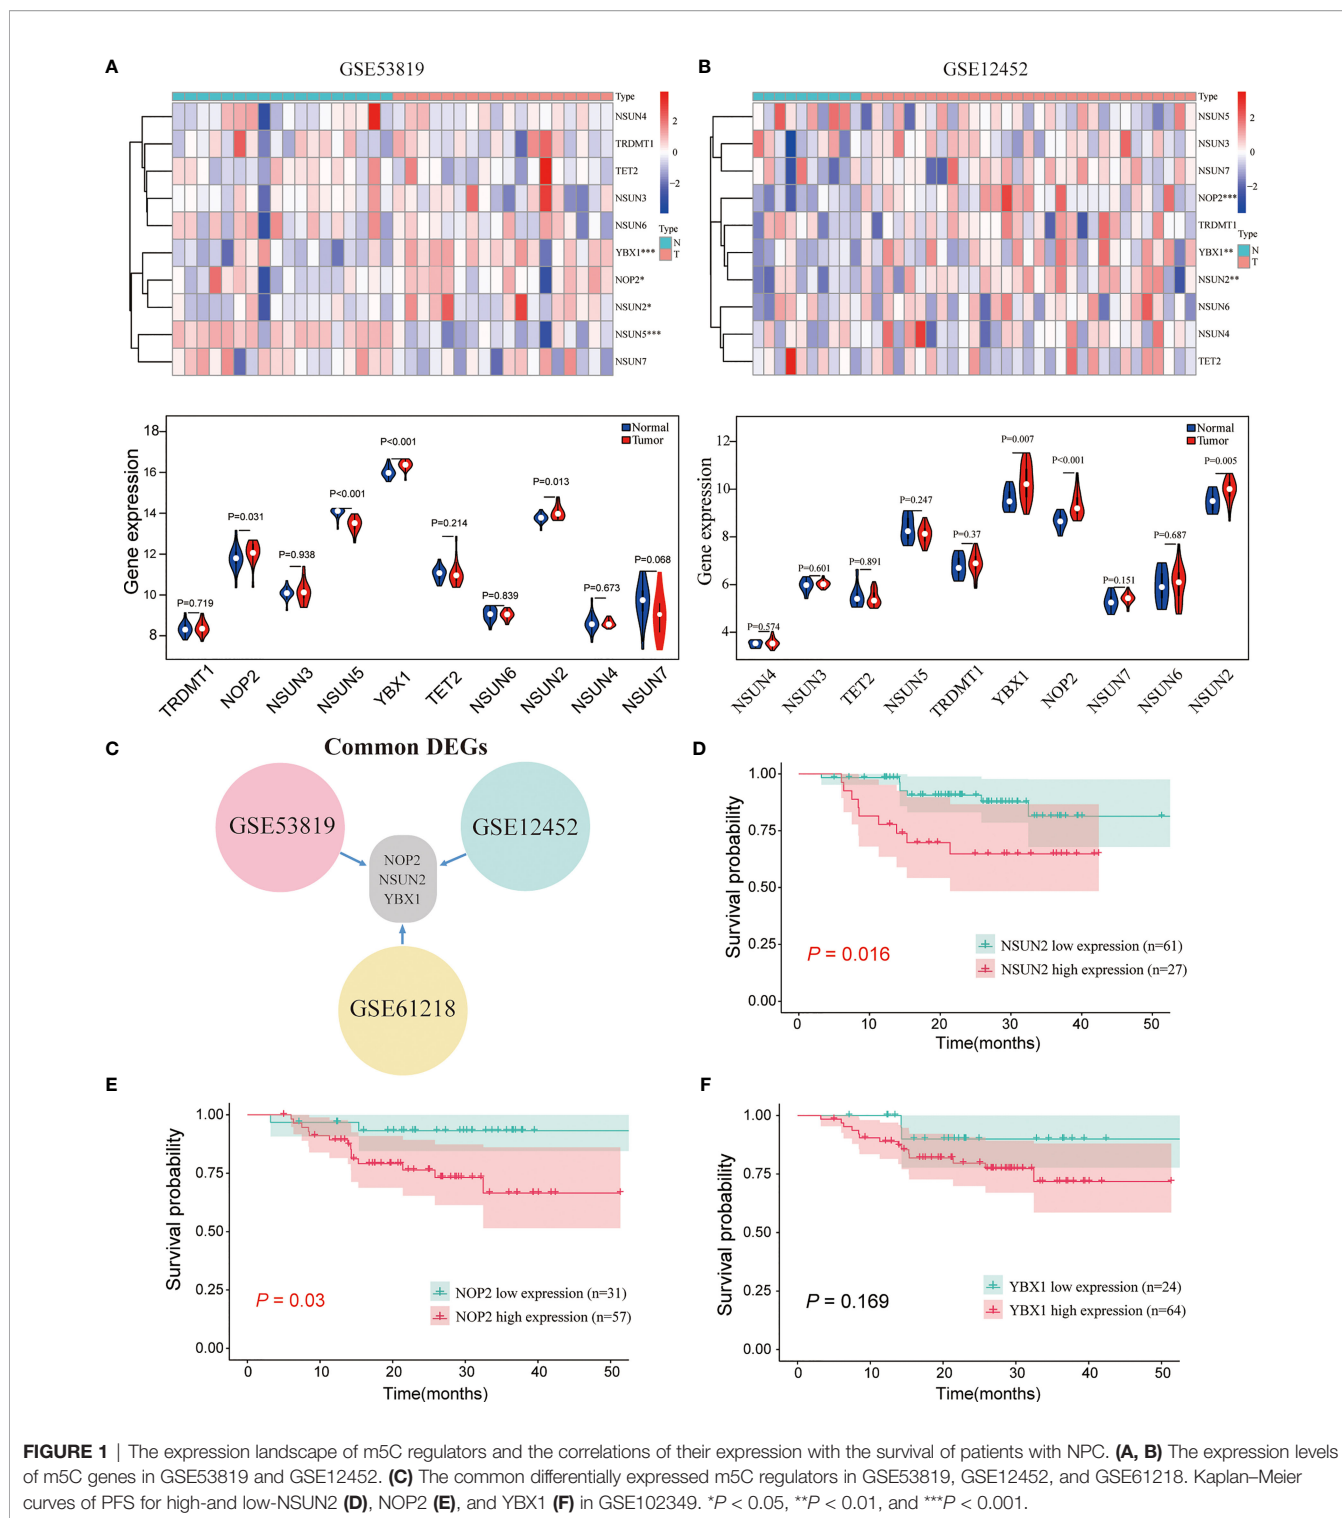 A
GSE53819
Type
NSUN4
TRDMT1
TET2
NSUN3
NSUN6
YBX1***
NOP2*
NSUN2*
NSUN5***
NSUN7
2
0
−2
Type
N
T
B
GSE12452
Type
NSUN5
NSUN3
NSUN7
NOP2***
TRDMT1
YBX1**
NSUN2**
NSUN6
NSUN4
TET2
2
0
−2
Type
N
T
Gene expression
18
16
14
12
10
8
Normal
Tumor
P=0.719
P=0.031
P=0.938
P<0.001
P<0.001
P=0.214
P=0.839
P=0.013
P=0.673
P=0.068
TRDMT1
NOP2
NSUN3
NSUN5
YBX1
TET2
NSUN6
NSUN2
NSUN4
NSUN7
Gene expression
12
10
8
6
4
Normal
Tumor
P=0.574
P=0.601
P=0.891
P=0.247
P=0.37
P=0.007
P<0.001
P=0.151
P=0.687
P=0.005
NSUN4
NSUN3
TET2
NSUN5
TRDMT1
YBX1
NOP2
NSUN7
NSUN6
NSUN2
C
Common DEGs
GSE53819
GSE12452
NOP2
NSUN2
YBX1
GSE61218
D
Survival probability
1.00
0.75
0.50
0.25
0.00
P = 0.016
NSUN2 low expression (n=61)
NSUN2 high expression (n=27)
0 10 20 30 40 50
Time(months)
E
Survival probability
1.00
0.75
0.50
0.25
0.00
P = 0.03
NOP2 low expression (n=31)
NOP2 high expression (n=57)
0 10 20 30 40 50
Time(months)
F
Survival probability
1.00
0.75
0.50
0.25
0.00
P = 0.169
YBX1 low expression (n=24)
YBX1 high expression (n=64)
0 10 20 30 40 50
Time(months)
FIGURE 1 | The expression landscape of m5C regulators and the correlations of their expression with the survival of patients with NPC. (A, B) The expression levels
of m5C genes in GSE53819 and GSE12452. (C) The common differentially expressed m5C regulators in GSE53819, GSE12452, and GSE61218. Kaplan–Meier
curves of PFS for high-and low-NSUN2 (D), NOP2 (E), and YBX1 (F) in GSE102349. *P < 0.05, **P < 0.01, and ***P < 0.001.